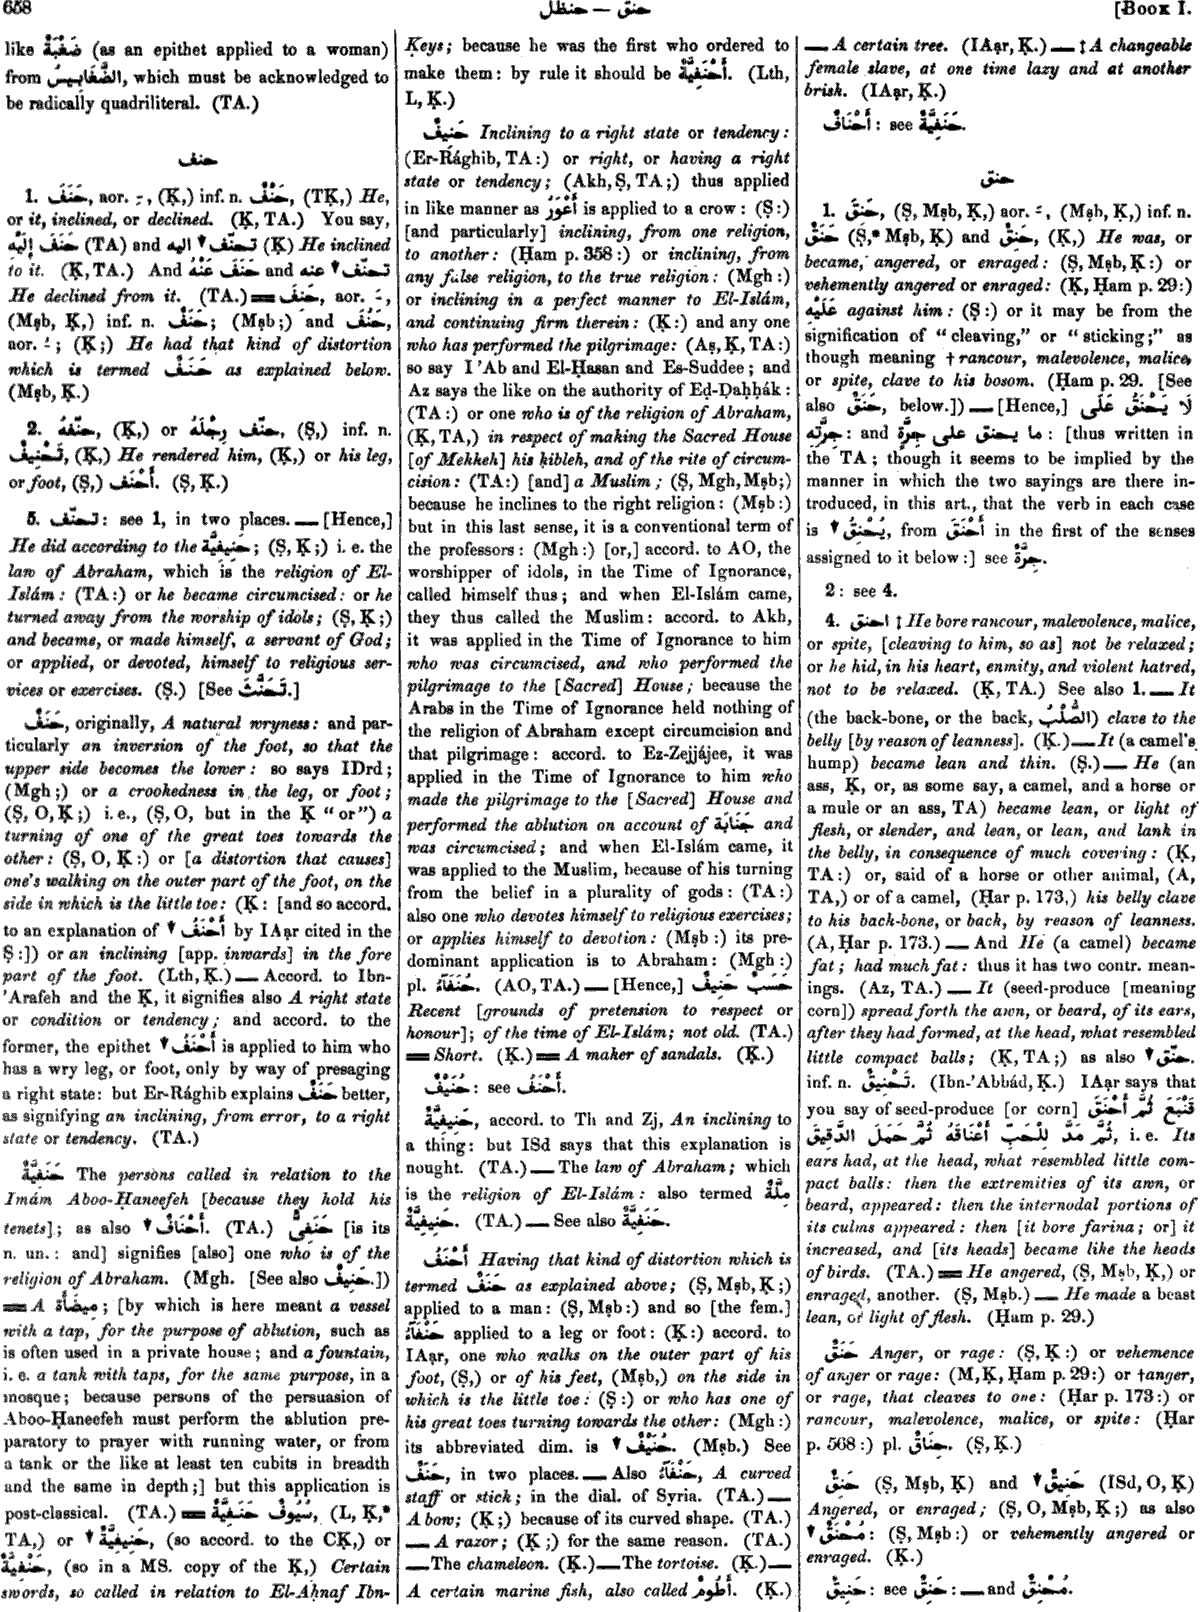 658
حنق — حنظل
[BOOK I.
like ضَغْبَةٌ (as an epithet applied to a woman)
from الضَّغَابِيسُ, which must be acknowledged to
be radically quadriliteral. (TA.)
حنف
1. حَنَفَ, aor. ـِ, (Ḳ,) inf. n. حَنْفٌ, (TḲ,) He,
or it, inclined, or declined. (Ḳ, TA.) You say,
حَنَفَ إِلَيْهِ (TA) and تحنّف ▼ اليه (Ḳ) He inclined
to it. (Ḳ, TA.) And حَنَفَ عَنْهُ and تحنّف ▼ عنه
He declined from it. (TA.) ═ حَنِفَ, aor. ـَ,
(Mṣb, Ḳ,) inf. n. حَنَفٌ; (Mṣb;) and حَنُفَ,
aor. ـُ; (Ḳ;) He had that kind of distortion
which is termed حَنَفٌ as explained below.
(Mṣb, Ḳ.)
2. حنّفهُ, (Ḳ,) or حنّف رِجْلَهُ, (Ṣ,) inf. n.
تَحْنِيفٌ, (Ḳ,) He rendered him, (Ḳ,) or his leg,
or foot, (Ṣ,) أَحْنَف. (Ṣ, Ḳ.)
5. تحنّف: see 1, in two places. — [Hence,]
He did according to the حَنِيفِيَّة; (Ṣ, Ḳ;) i. e. the
law of Abraham, which is the religion of El-
Islám: (TA:) or he became circumcised: or he
turned away from the worship of idols; (Ṣ, Ḳ;)
and became, or made himself, a servant of God;
or applied, or devoted, himself to religious ser-
vices or exercises. (Ṣ.) [See تَحَنَّثَ.]
حَنَفٌ, originally, A natural wryness: and par-
ticularly an inversion of the foot, so that the
upper side becomes the lower: so says IDrd;
(Mgh;) or a crookedness in the leg, or foot;
(Ṣ, O, Ḳ;) i. e., (Ṣ, O, but in the Ḳ “or”) a
turning of one of the great toes towards the
other: (Ṣ, O, Ḳ:) or [a distortion that causes]
one's walking on the outer part of the foot, on the
side in which is the little toe: (Ḳ: [and so accord.
to an explanation of ▼ أَحْنَفُ by IAạr cited in the
Ṣ:]) or an inclining [app. inwards] in the fore
part of the foot. (Lth, Ḳ.) — Accord. to Ibn-
'Arafeh and the Ḳ, it signifies also A right state
or condition or tendency; and accord. to the
former, the epithet ▼ أَحْنَفُ is applied to him who
has a wry leg, or foot, only by way of presaging
a right state: but Er-Rághib explains حَنَفٌ better,
as signifying an inclining, from error, to a right
state or tendency. (TA.)
حَنَفِيَّةٌ The persons called in relation to the
Imám Aboo-Ḥaneefeh [because they hold his
tenets]; as also ▼ أَحْنَافٌ. (TA.) حَنَفِىٌّ [is its
n. un.: and] signifies [also] one who is of the
religion of Abraham. (Mgh. [See also حَنِيفٌ.])
═ A مِيضَأَة; [by which is here meant a vessel
with a tap, for the purpose of ablution, such as
is often used in a private house; and a fountain,
i. e. a tank with taps, for the same purpose, in a
mosque; because persons of the persuasion of
Aboo-Ḥaneefeh must perform the ablution pre-
paratory to prayer with running water, or from
a tank or the like at least ten cubits in breadth
and the same in depth;] but this application is
post-classical. (TA.) ═ سُيُوفٌ حَنَفِيَّةٌ, (L, Ḳ,*
TA,) or ▼ حَنِيفِيَّةٌ, (so accord. to the CḲ,) or
حَنْفِيَّةٌ, (so in a MS. copy of the Ḳ,) Certain
swords, so called in relation to El-Aḥnaf Ibn-
Ḳeys; because he was the first who ordered to
make them: by rule it should be أَحْنَفِيَّةٌ. (Lth,
L, Ḳ.)
حَنِيفٌ Inclining to a right state or tendency:
(Er-Rághib, TA:) or right, or having a right
state or tendency; (Akh, Ṣ, TA;) thus applied
in like manner as أَعْوَرُ is applied to a crow: (Ṣ:)
[and particularly] inclining, from one religion,
to another: (Ḥam p. 358:) or inclining, from
any false religion, to the true religion: (Mgh:)
or inclining in a perfect manner to El-Islám,
and continuing firm therein: (Ḳ:) and any one
who has performed the pilgrimage: (Aṣ, Ḳ, TA:)
so say I 'Ab and El-Ḥasan and Es-Suddee; and
Az says the like on the authority of Eḍ-Ḍaḥḥák:
(TA:) or one who is of the religion of Abraham,
(Ḳ, TA,) in respect of making the Sacred House
[of Mekkeh] his ḳibleh, and of the rite of circum-
cision: (TA:) [and] a Muslim; (Ṣ, Mgh, Mṣb;)
because he inclines to the right religion: (Mṣb:)
but in this last sense, it is a conventional term of
the professors: (Mgh:) [or,] accord. to AO, the
worshipper of idols, in the Time of Ignorance,
called himself thus; and when El-Islám came,
they thus called the Muslim: accord. to Akh,
it was applied in the Time of Ignorance to him
who was circumcised, and who performed the
pilgrimage to the [Sacred] House; because the
Arabs in the Time of Ignorance held nothing of
the religion of Abraham except circumcision and
that pilgrimage: accord. to Ez-Zejjájee, it was
applied in the Time of Ignorance to him who
made the pilgrimage to the [Sacred] House and
performed the ablution on account of جَنَابَة and
was circumcised; and when El-Islám came, it
was applied to the Muslim, because of his turning
from the belief in a plurality of gods: (TA:)
also one who devotes himself to religious exercises;
or applies himself to devotion: (Mṣb:) its pre-
dominant application is to Abraham: (Mgh:)
pl. حُنَفَآءُ. (AO, TA.) — [Hence,] حَسَبٌ حَنِيفٌ
Recent [grounds of pretension to respect or
honour]; of the time of El-Islám; not old. (TA.)
═ Short. (Ḳ.) ═ A maker of sandals. (Ḳ.)
حُنَيْفٌ: see أَحْنَفُ.
حَنِيفِيَّةٌ, accord. to Th and Zj, An inclining to
a thing: but ISd says that this explanation is
nought. (TA.) — The law of Abraham; which
is the religion of El-Islám: also termed مِلَّةٌ
حَنِيفِيَّةٌ. (TA.) — See also حَنَفِيَّةٌ.
أَحْنَفُ Having that kind of distortion which is
termed حَنَفٌ as explained above; (Ṣ, Mṣb, Ḳ;)
applied to a man: (Ṣ, Mṣb:) and so [the fem.]
حَنْفَآءُ applied to a leg or foot: (Ḳ:) accord. to
IAạr, one who walks on the outer part of his
foot, (Ṣ,) or of his feet, (Mṣb,) on the side in
which is the little toe: (Ṣ:) or who has one of
his great toes turning towards the other: (Mgh:)
its abbreviated dim. is ▼ حُنَيْفٌ. (Mṣb.) See
حَنَفٌ, in two places. — Also حَنْفَآءُ, A curved
staff or stick; in the dial. of Syria. (TA.) —
A bow; (Ḳ;) because of its curved shape. (TA.)
— A razor; (Ḳ;) for the same reason. (TA.)
— The chameleon. (Ḳ.) — The tortoise. (Ḳ.) —
A certain marine fish, also called أَطُومٌ. (Ḳ.)
— A certain tree. (IAạr, Ḳ.) — ‡ A changeable
female slave, at one time lazy and at another
brisk. (IAạr, Ḳ.)
أَحْنَافٌ: see حَنَفِيَّةٌ.
حنق
1. حَنِقَ, (Ṣ, Mṣb, Ḳ,) aor. ـَ, (Mṣb, Ḳ,) inf. n.
حَنَقٌ (Ṣ,* Mṣb, Ḳ) and حَنِقٌ, (Ḳ,) He was, or
became, angered, or enraged: (Ṣ, Mṣb, Ḳ:) or
vehemently angered or enraged: (Ḳ, Ḥam p. 29:)
عَلَيْهِ against him: (Ṣ:) or it may be from the
signification of “cleaving,” or “sticking;” as
though meaning † rancour, malevolence, malice,
or spite, clave to his bosom. (Ḥam p. 29. [See
also حَنَقٌ, below.]) — [Hence,] لَا يَحْنَقُ عَلَى
جِرَّتِهِ: and ما يحنق على جِرَّةٍ: [thus written in
the TA; though it seems to be implied by the
manner in which the two sayings are there in-
troduced, in this art., that the verb in each case
is ▼ يُحْنِقُ, from أَحْنَقَ in the first of the senses
assigned to it below:] see جِرَّةٌ.
2: see 4.
4. احنق ‡ He bore rancour, malevolence, malice,
or spite, [cleaving to him, so as] not be relaxed;
or he hid, in his heart, enmity, and violent hatred,
not to be relaxed. (Ḳ, TA.) See also 1. — It
(the back-bone, or the back, الصُّلْبُ) clave to the
belly [by reason of leanness]. (Ḳ.) — It (a camel's
hump) became lean and thin. (Ṣ.) — He (an
ass, Ḳ, or, as some say, a camel, and a horse or
a mule or an ass, TA) became lean, or light of
flesh, or slender, and lean, or lean, and lank in
the belly, in consequence of much covering: (Ḳ,
TA:) or, said of a horse or other animal, (A,
TA,) or of a camel, (Ḥar p. 173,) his belly clave
to his back-bone, or back, by reason of leanness.
(A, Ḥar p. 173.) — And He (a camel) became
fat; had much fat: thus it has two contr. mean-
ings. (Az, TA.) — It (seed-produce [meaning
corn]) spread forth the awn, or beard, of its ears,
after they had formed, at the head, what resembled
little compact balls; (Ḳ, TA;) as also ▼ حنّق,
inf. n. تَحْنِيقٌ. (Ibn-'Abbád, Ḳ.) IAạr says that
you say of seed-produce [or corn] قَنْبَعَ ثُمَّ أَحْنَقَ
ثُمَّ مَدَّ لِلْحَبِّ أَعْنَاقَهُ ثُمَّ حَمَلَ الدَّقِيقَ, i. e. Its
ears had, at the head, what resembled little com-
pact balls: then the extremities of its awn, or
beard, appeared: then the internodal portions of
its culms appeared: then [it bore farina; or] it
increased, and [its heads] became like the heads
of birds. (TA.) ═ He angered, (Ṣ, Mṣb, Ḳ,) or
enraged, another. (Ṣ, Mṣb.) — He made a beast
lean, or light of flesh. (Ḥam p. 29.)
حَنَقٌ Anger, or rage: (Ṣ, Ḳ:) or vehemence
of anger or rage: (M, Ḳ, Ḥam p. 29:) or † anger,
or rage, that cleaves to one: (Ḥar p. 173:) or
rancour, malevolence, malice, or spite: (Ḥar
p. 568:) pl. حِنَاقٌ. (Ṣ, Ḳ.)
حَنِقٌ (Ṣ, Mṣb, Ḳ) and ▼ حَنِيقٌ (ISd, O, Ḳ)
Angered, or enraged; (Ṣ, O, Mṣb, Ḳ;) as also
▼ مُحْنَقٌ: (Ṣ, Mṣb:) or vehemently angered or
enraged. (Ḳ.)
حَنِيقٌ: see حَنِقٌ: — and مُحْنِقٌ.